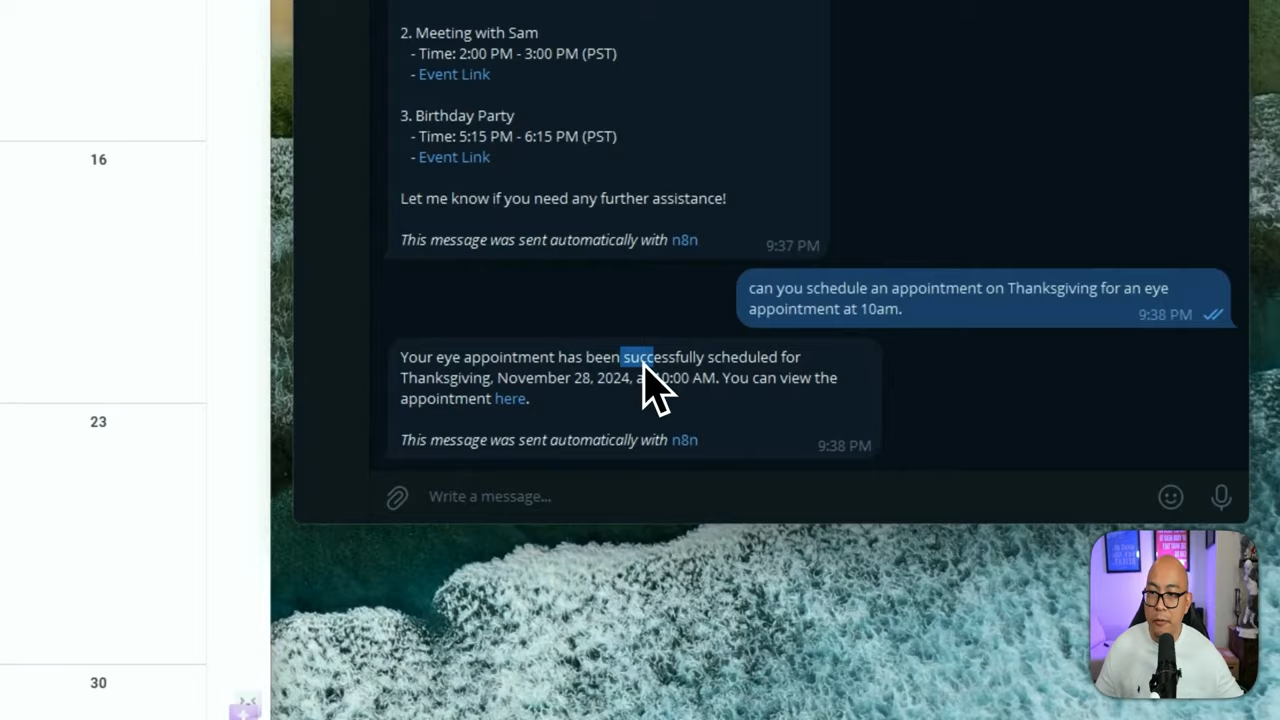 2. Meeting with Sam
- Time: 2:00 PM - 3:00 PM (PST)
- Event Link
3. Birthday Party
- Time: 5:15 PM - 6:15 PM (PST)
- Event Link
Let me know if you need any further assistance!
This message was sent automatically with n8n
9:37 PM
can you schedule an appointment on Thanksgiving for an eye
appointment at 10am.
9:38 PM
Your eye appointment has been successfully scheduled for
Thanksgiving, November 28, 2024, 10:00 AM. You can view the
appointment here.
This message was sent automatically with n8n
9:38 PM
Write a message...
16
23
30